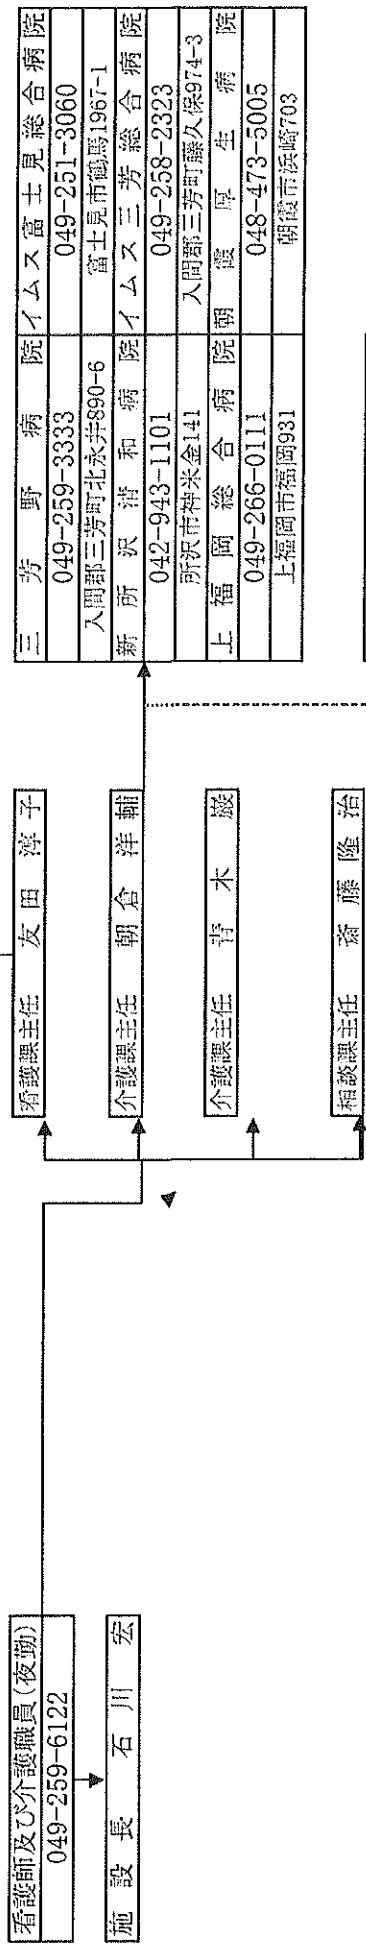 看護師及び介護職員(夜勤)
049-259-6122
施設長 石川 宏
看護課主任 友田 淳子
介護課主任 朝倉 洋輔
介護課主任 青木 巌
相談課主任 斎藤 隆治
三芳野病院
049-259-3333
入間郡三芳町北永井890-6
新所沢清和病院
042-943-1101
所沢市神米金141
上福岡総合病院
049-266-0111
上福岡市福岡931
イムス富士見総合病院
049-251-3060
富士見市鶴馬1967-1
イムス三芳総合病院
049-258-2323
入間郡三芳町藤久保974-3
朝霞厚生病院
048-473-5005
朝霞市浜崎703